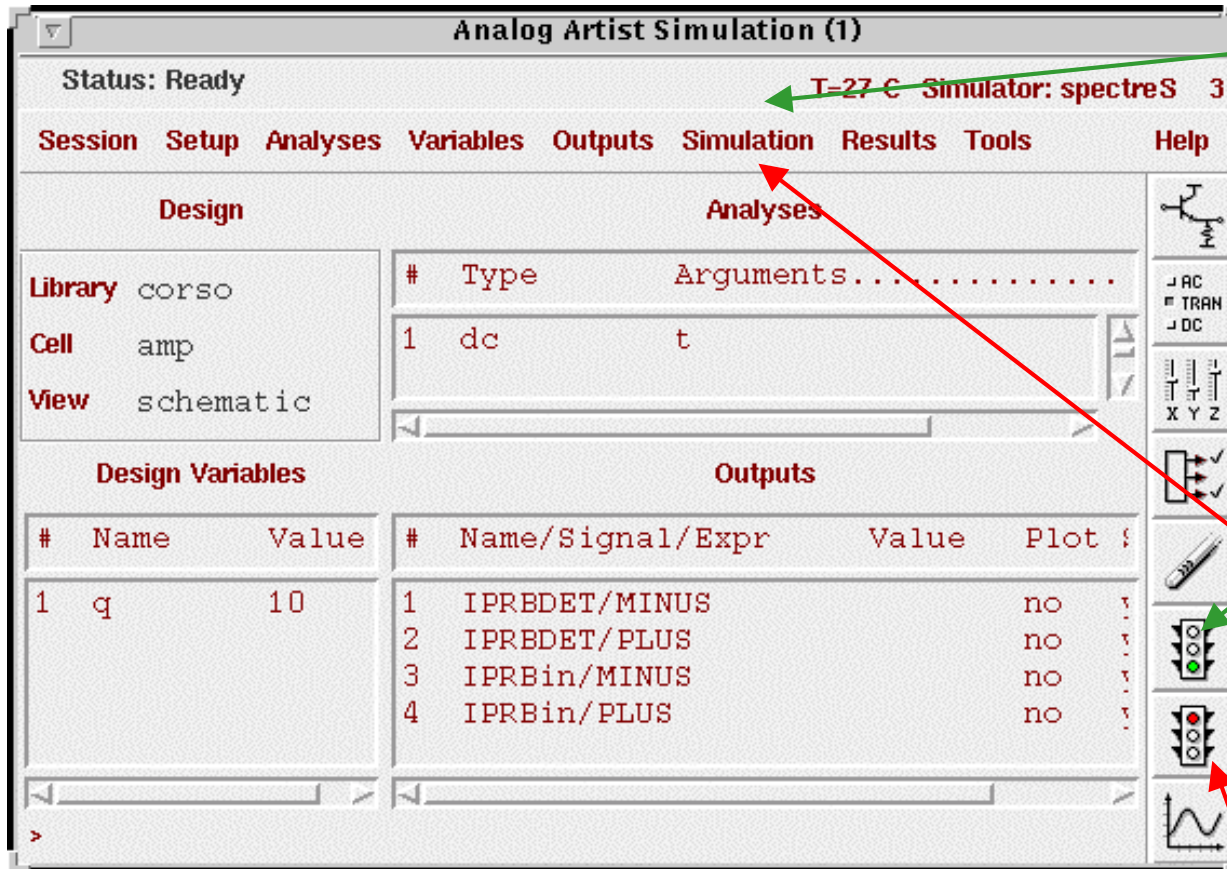 Analog Artist Simulation (1)
Status: Ready
T=27 C Simulator: spectreS 3
Session Setup Analyses Variables Outputs Simulation Results Tools Help
Design
Library corso
Cell amp
View schematic
Analyses
# Type Arguments..............
1 dc t
AC
TRAN
DC
X Y Z
Design Variables
# Name Value
1 q 10
Outputs
# Name/Signal/Expr Value Plot
1 IPRBDET/MINUS no
2 IPRBDET/PLUS no
3 IPRBin/MINUS no
4 IPRBin/PLUS no
>